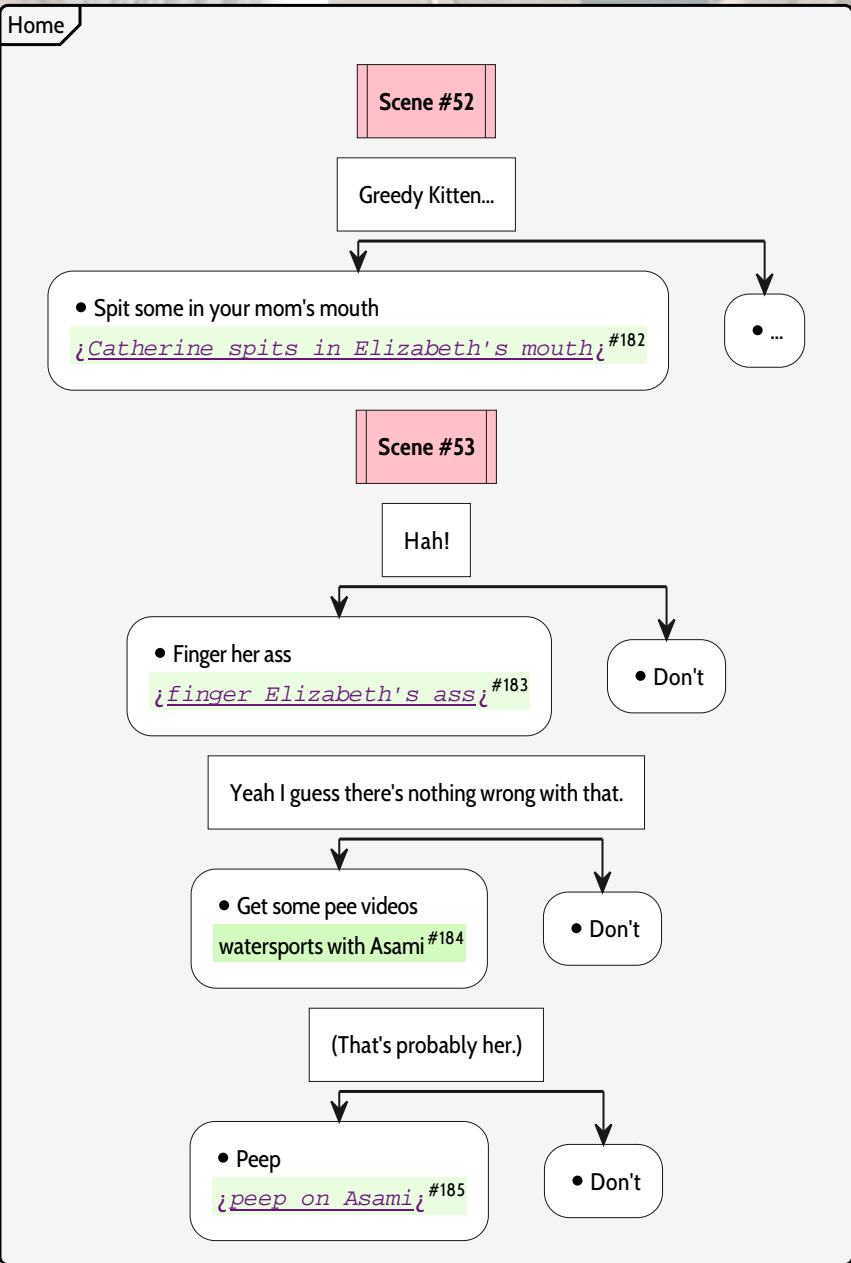 Home
Scene #52
Greedy Kitten...
• Spit some in your mom's mouth
¿Catherine spits in Elizabeth's mouth¿ #182
• ...
Scene #53
Hah!
• Finger her ass
¿finger Elizabeth's ass¿ #183
• Don't
Yeah I guess there's nothing wrong with that.
• Get some pee videos
watersports with Asami #184
• Don't
(That's probably her.)
• Peep
¿peep on Asami¿ #185
• Don't